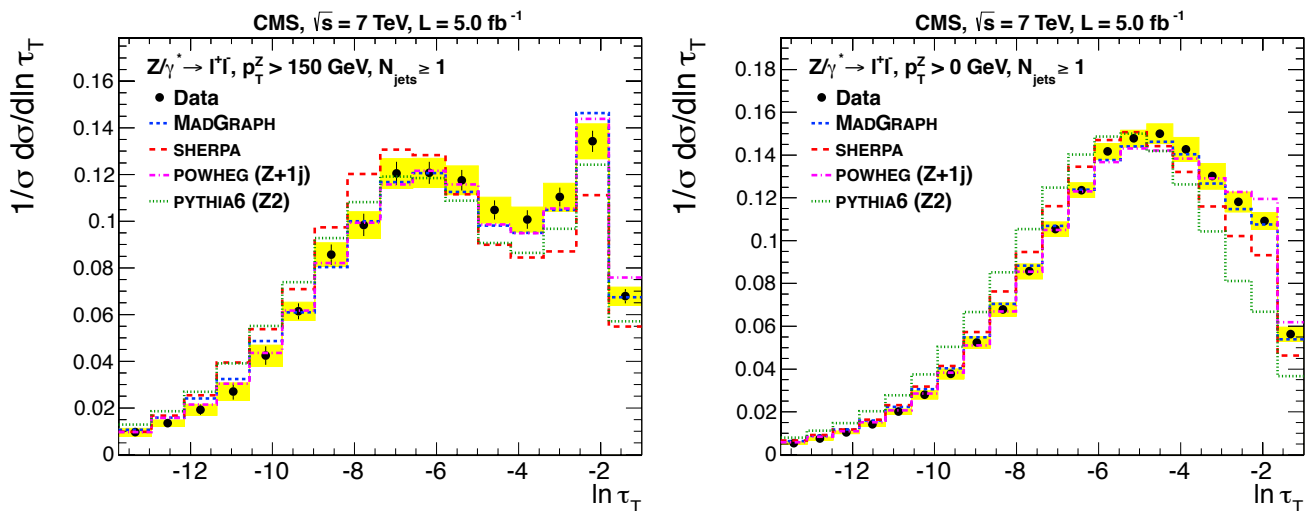 CMS, √s = 7 TeV, L = 5.0 fb⁻¹
1/σ dσ/dln τ_T
0.16
0.14
0.12
0.1
0.08
0.06
0.04
0.02
0
Z/γ* → l⁺l⁻, p_T^Z > 150 GeV, N_jets ≥ 1
Data
MADGRAPH
SHERPA
POWHEG (Z+1j)
PYTHIA6 (Z2)
-12 -10 -8 -6 -4 -2
ln τ_T
CMS, √s = 7 TeV, L = 5.0 fb⁻¹
1/σ dσ/dln τ_T
0.18
0.16
0.14
0.12
0.1
0.08
0.06
0.04
0.02
0
Z/γ* → l⁺l⁻, p_T^Z > 0 GeV, N_jets ≥ 1
Data
MADGRAPH
SHERPA
POWHEG (Z+1j)
PYTHIA6 (Z2)
-12 -10 -8 -6 -4 -2
ln τ_T